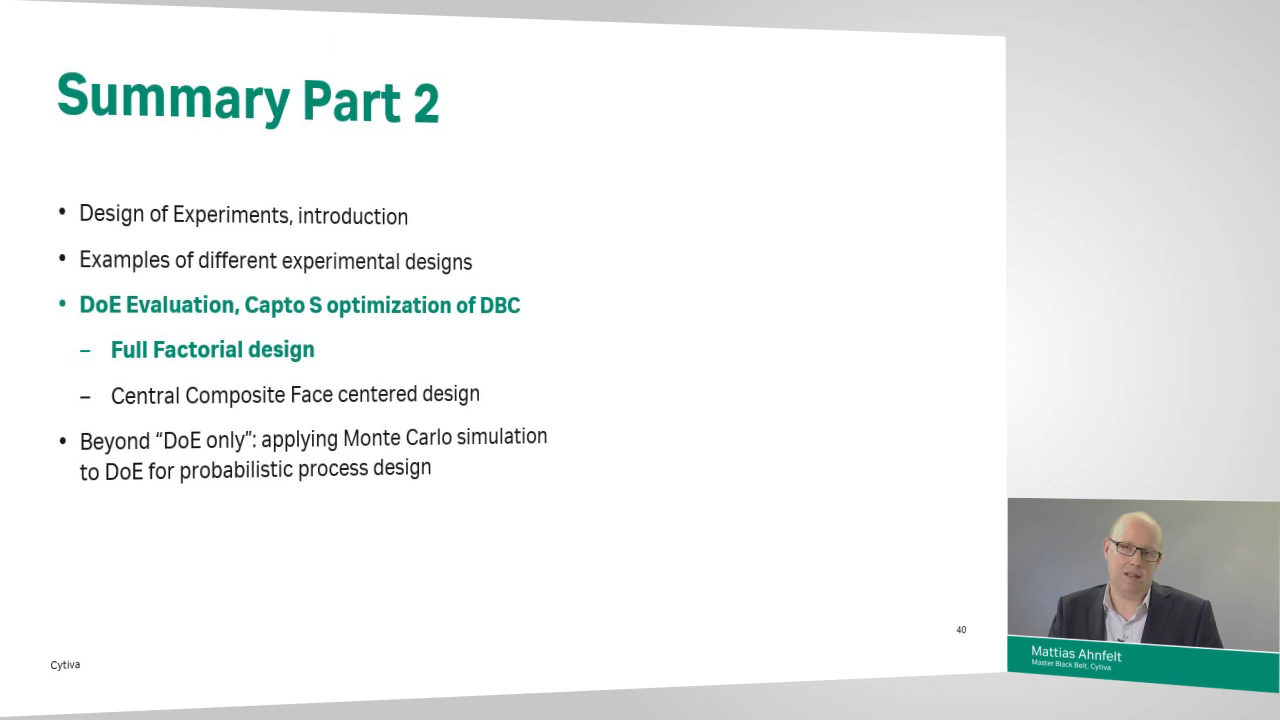 Summary Part 2
• Design of Experiments, introduction
• Examples of different experimental designs
• DoE Evaluation, Capto S optimization of DBC
– Full Factorial design
– Central Composite Face centered design
• Beyond “DoE only”: applying Monte Carlo simulation
to DoE for probabilistic process design
40
Cytiva
Mattias Ahnfelt
Master Black Belt, Cytiva